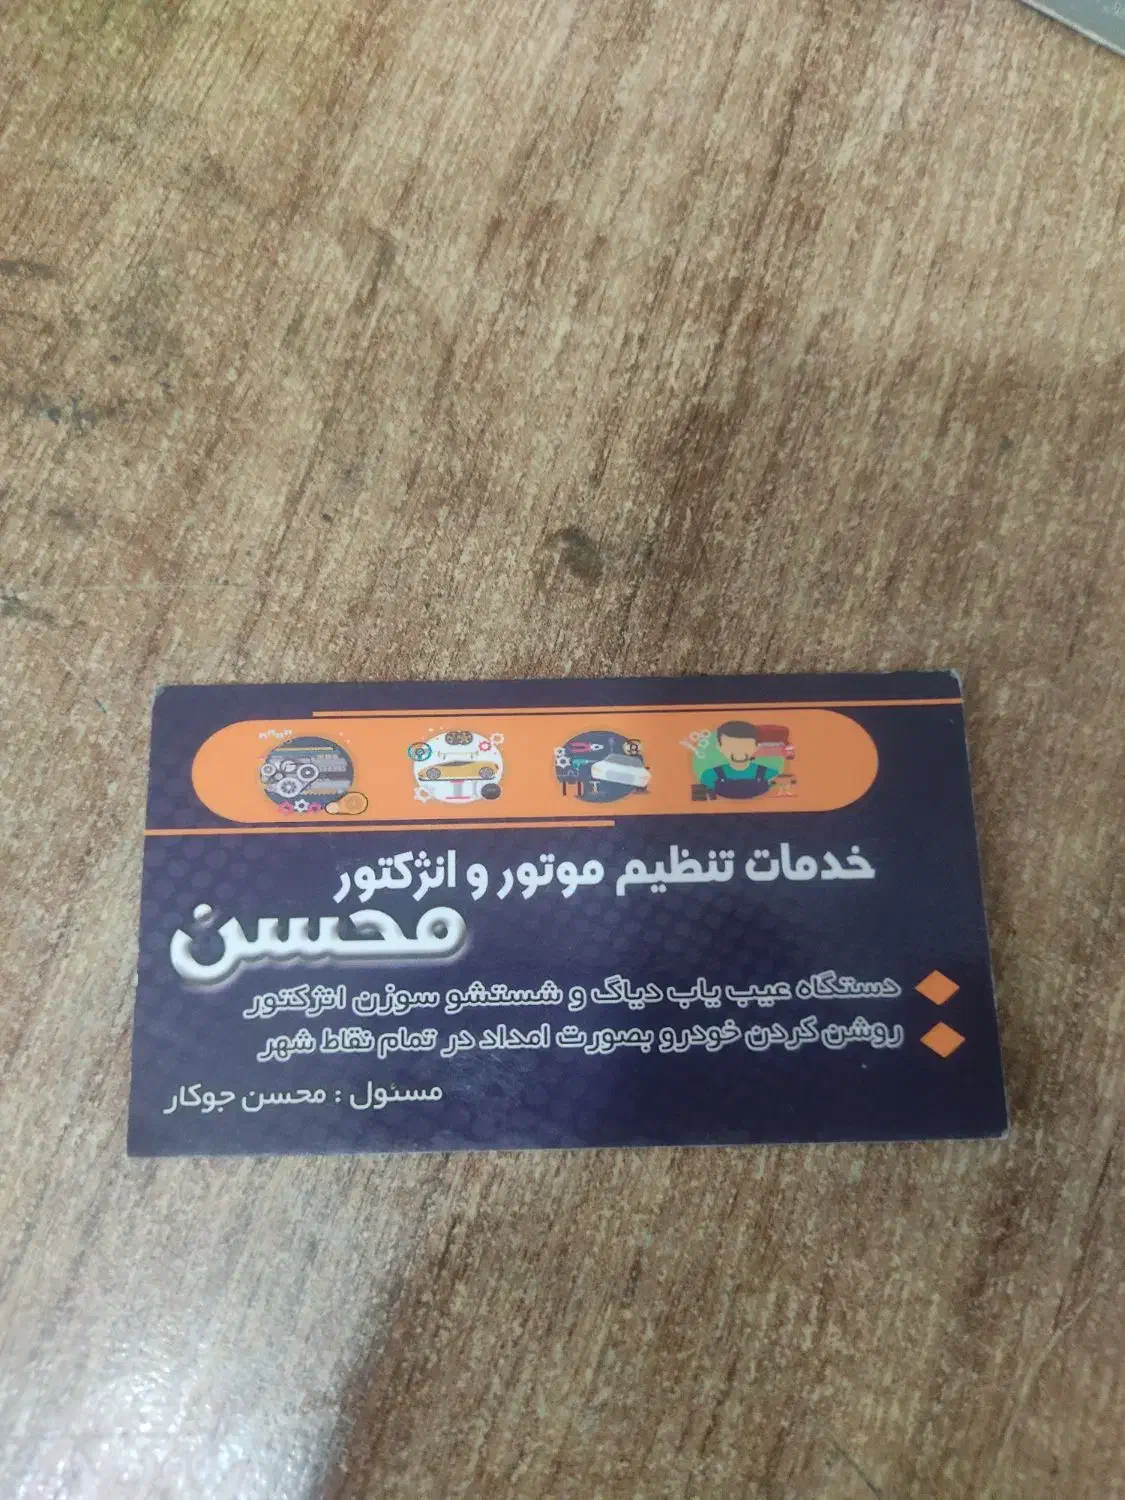 خدمات تنظیم موتور و انژکتور
محسن
دستگاه عیب یاب دیاگ و شستشو سوزن انژکتور
روشن کردن خودرو بصورت امداد در تمام نقاط شهر
مسئول : محسن جوکار